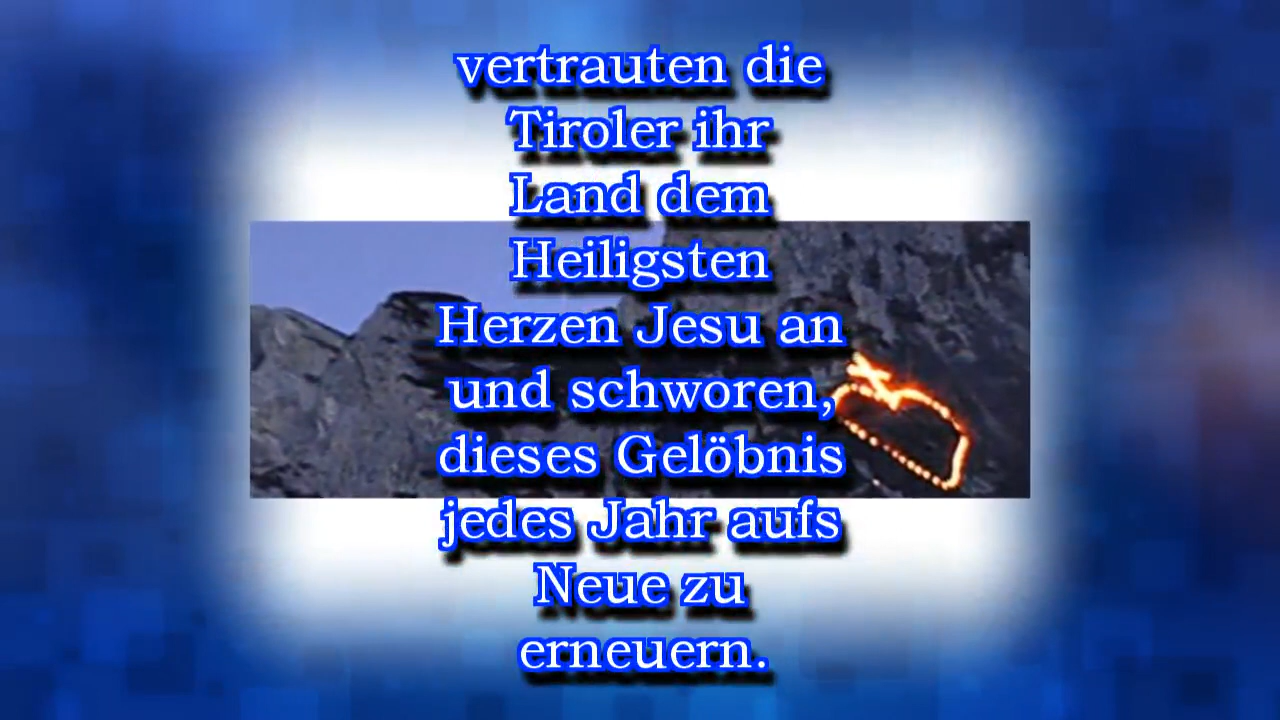 vertrauten die
Tiroler ihr
Land dem
Heiligsten
Herzen Jesu an
und schworen,
dieses Gelöbnis
jedes Jahr aufs
Neue zu
erneuern.